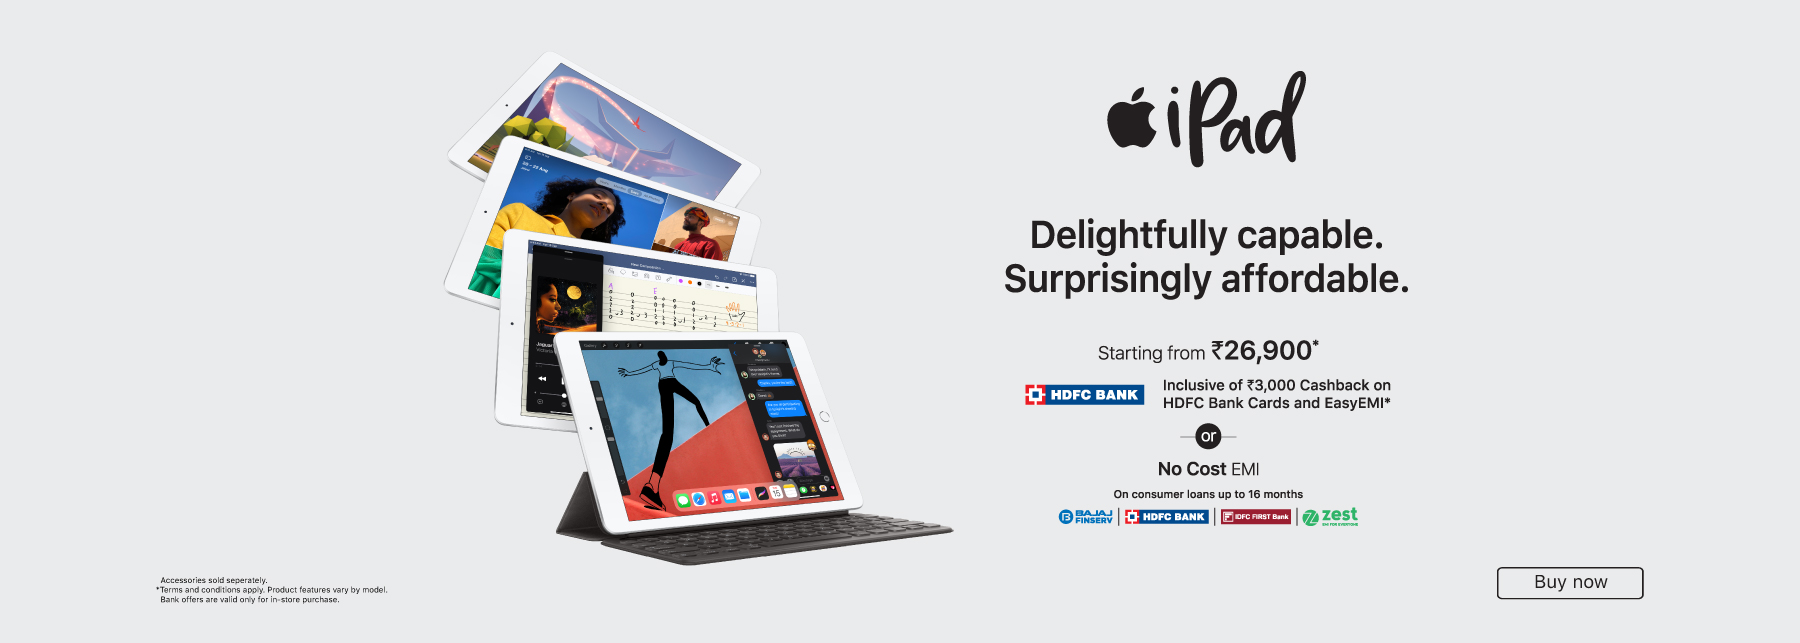 iPad
Delightfully capable.
Surprisingly affordable.
Starting from ₹26,900*
HDFC BANK
Inclusive of ₹3,000 Cashback on
HDFC Bank Cards and EasyEMI*
or
No Cost EMI
On consumer loans up to 16 months
BAJAJ
FINSERV
HDFC BANK
IDFC FIRST Bank
zest
EMI FOR EVERYONE
Accessories sold seperately.
*Terms and conditions apply. Product features vary by model.
Bank offers are valid only for in-store purchase.
Buy now